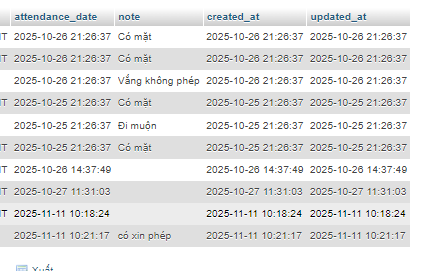 attendance_date note created_at updated_at
IT 2025-10-26 21:26:37 Có mặt 2025-10-26 21:26:37 2025-10-26 21:26:37
IT 2025-10-26 21:26:37 Có mặt 2025-10-26 21:26:37 2025-10-26 21:26:37
2025-10-26 21:26:37 Vắng không phép 2025-10-26 21:26:37 2025-10-26 21:26:37
IT 2025-10-25 21:26:37 Có mặt 2025-10-25 21:26:37 2025-10-25 21:26:37
2025-10-25 21:26:37 Đi muộn 2025-10-25 21:26:37 2025-10-25 21:26:37
IT 2025-10-25 21:26:37 Có mặt 2025-10-25 21:26:37 2025-10-25 21:26:37
IT 2025-10-26 14:37:49 2025-10-26 14:37:49 2025-10-26 14:37:49
IT 2025-10-27 11:31:03 2025-10-27 11:31:03 2025-10-27 11:31:03
IT 2025-11-11 10:18:24 2025-11-11 10:18:24 2025-11-11 10:18:24
2025-11-11 10:21:17 có xin phép 2025-11-11 10:21:17 2025-11-11 10:21:17
Xuất